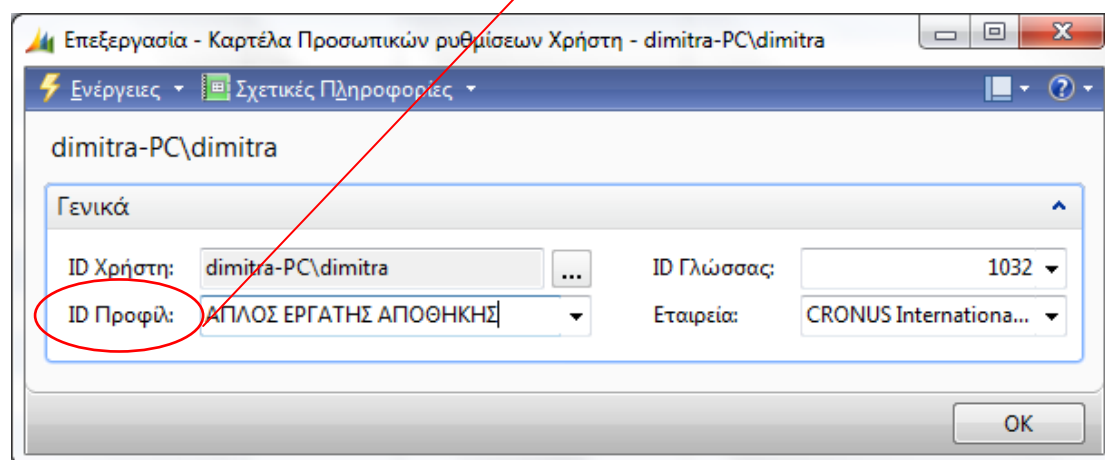 Επεξεργασία - Καρτέλα Προσωπικών ρυθμίσεων Χρήστη - dimitra-PC\dimitra
Ενέργειες Σχετικές Πληροφορίες
dimitra-PC\dimitra
Γενικά
ID Χρήστη: dimitra-PC\dimitra ... ID Γλώσσας: 1032
ID Προφίλ: ΑΠΛΟΣ ΕΡΓΑΤΗΣ ΑΠΟΘΗΚΗΣ Εταιρεία: CRONUS Internationa...
OK